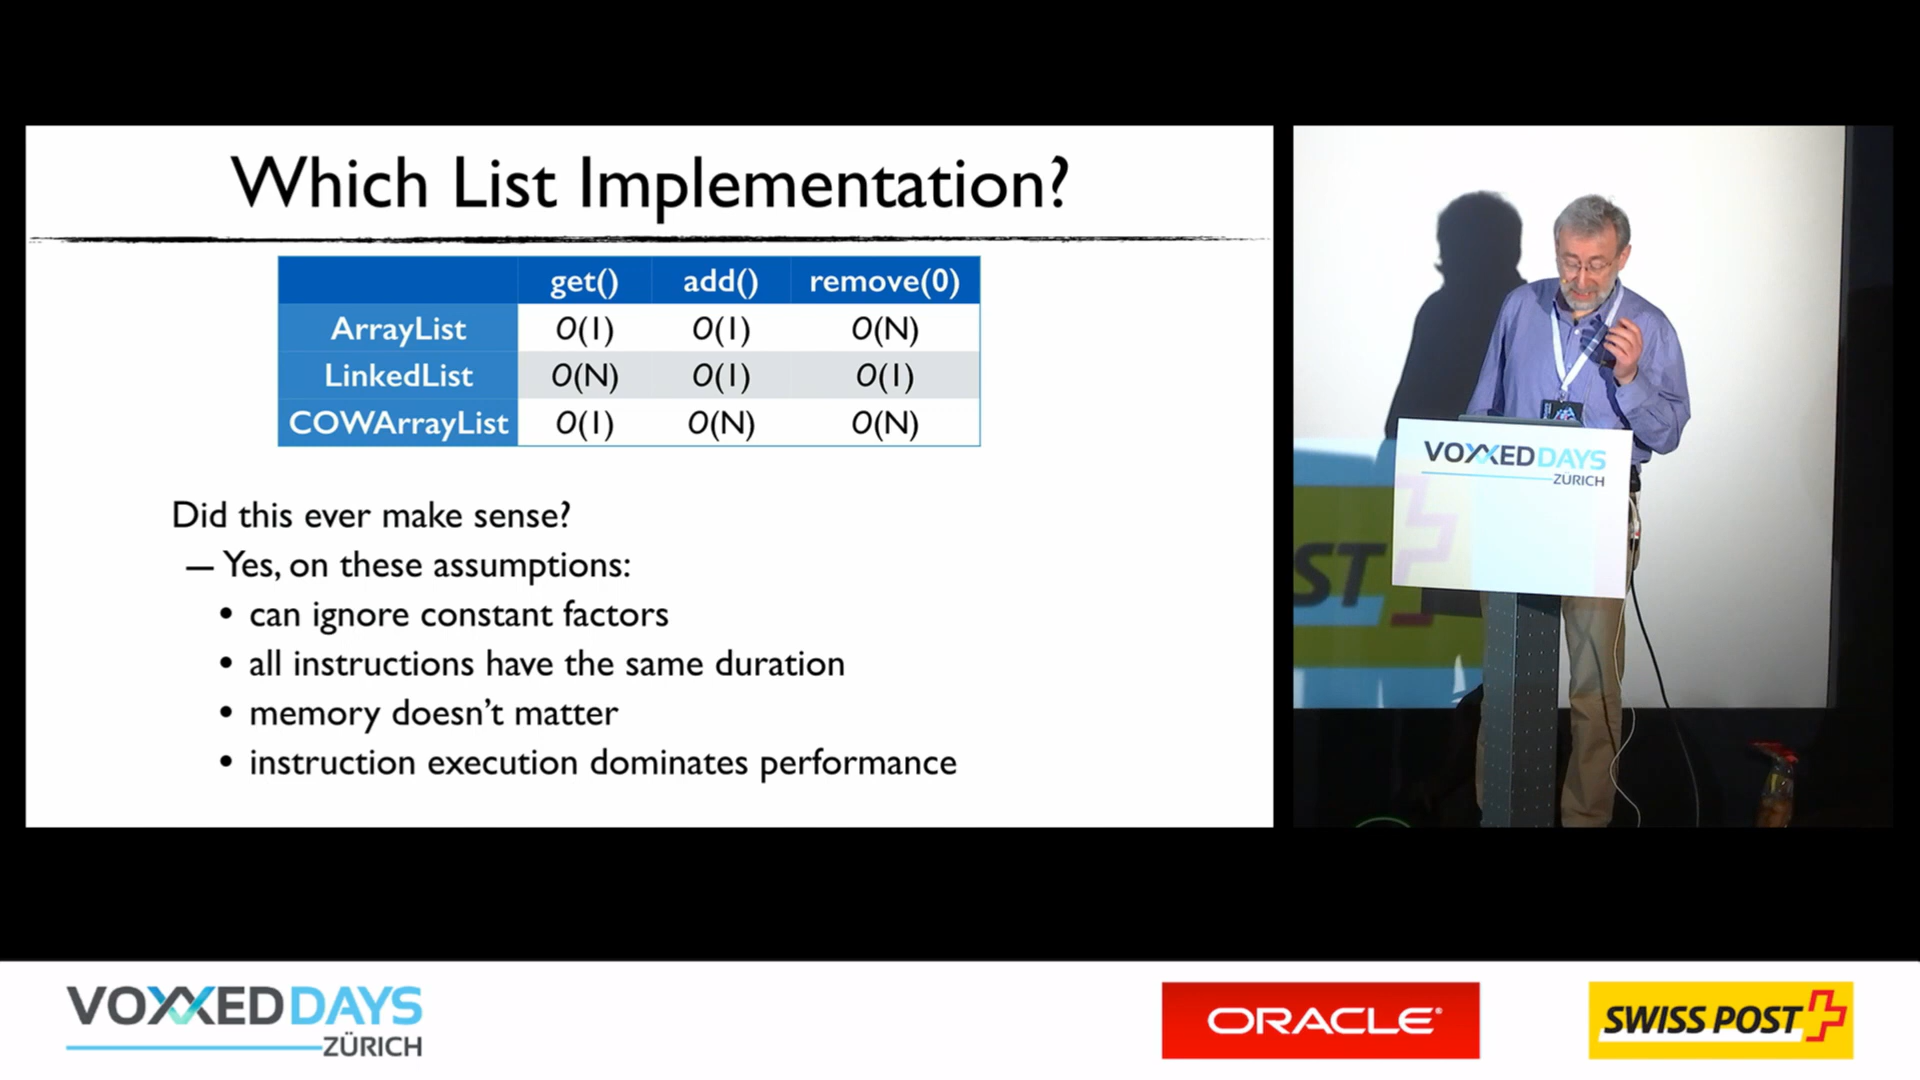 Which List Implementation?
get() add() remove(0)
ArrayList O(1) O(1) O(N)
LinkedList O(N) O(1) O(1)
COWArrayList O(1) O(N) O(N)
Did this ever make sense?
— Yes, on these assumptions:
• can ignore constant factors
• all instructions have the same duration
• memory doesn't matter
• instruction execution dominates performance
VOXXED DAYS
ZÜRICH
ST
VOXXED DAYS
ZÜRICH
ORACLE®
SWISS POST